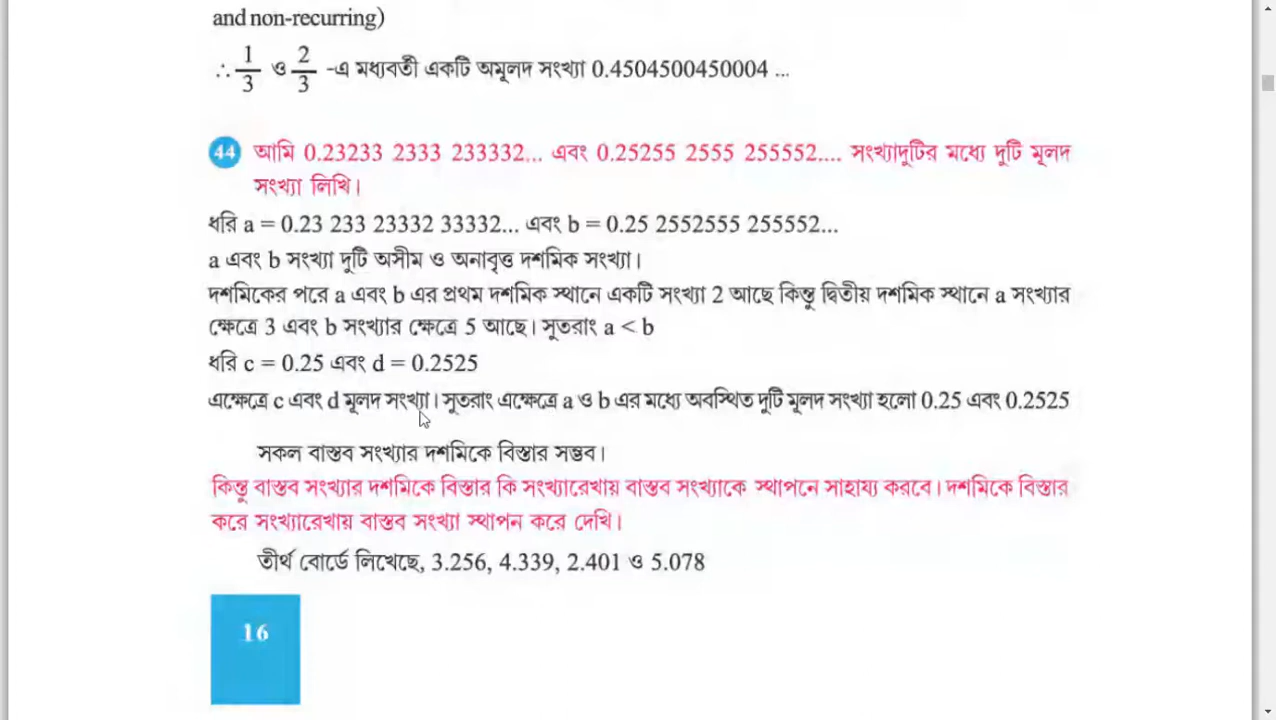 and non-recurring)
∴ 1/3 ও 2/3 -এ মধ্যবর্তী একটি অমূলদ সংখ্যা 0.4504500450004 ...
44 আমি 0.23233 2333 233332... এবং 0.25255 2555 255552.... সংখ্যাদুটির মধ্যে দুটি মূলদ
সংখ্যা লিখি।
ধরি a = 0.23 233 23332 33332... এবং b = 0.25 2552555 255552...
a এবং b সংখ্যা দুটি অসীম ও অনাবৃত্ত দশমিক সংখ্যা।
দশমিকের পরে a এবং b এর প্রথম দশমিক স্থানে একটি সংখ্যা 2 আছে কিন্তু দ্বিতীয় দশমিক স্থানে a সংখ্যার
ক্ষেত্রে 3 এবং b সংখ্যার ক্ষেত্রে 5 আছে। সুতরাং a < b
ধরি c = 0.25 এবং d = 0.2525
এক্ষেত্রে c এবং d মূলদ সংখ্যা। সুতরাং এক্ষেত্রে a ও b এর মধ্যে অবস্থিত দুটি মূলদ সংখ্যা হলো 0.25 এবং 0.2525
সকল বাস্তব সংখ্যার দশমিকে বিস্তার সম্ভব।
কিন্তু বাস্তব সংখ্যার দশমিকে বিস্তার কি সংখ্যারেখায় বাস্তব সংখ্যাকে স্থাপনে সাহায্য করবে। দশমিকে বিস্তার
করে সংখ্যারেখায় বাস্তব সংখ্যা স্থাপন করে দেখি।
তীর্থ বোর্ডে লিখেছে, 3.256, 4.339, 2.401 ও 5.078
16